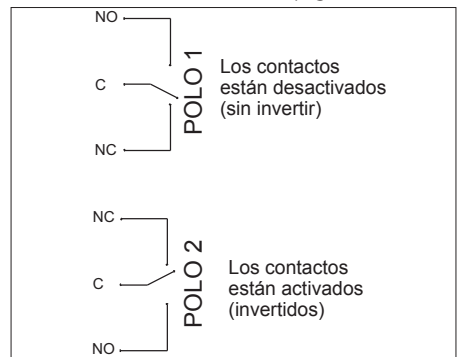 NO
C
NC
POLO 1
Los contactos
están desactivados
(sin invertir)
NC
C
NO
POLO 2
Los contactos
están activados
(invertidos)